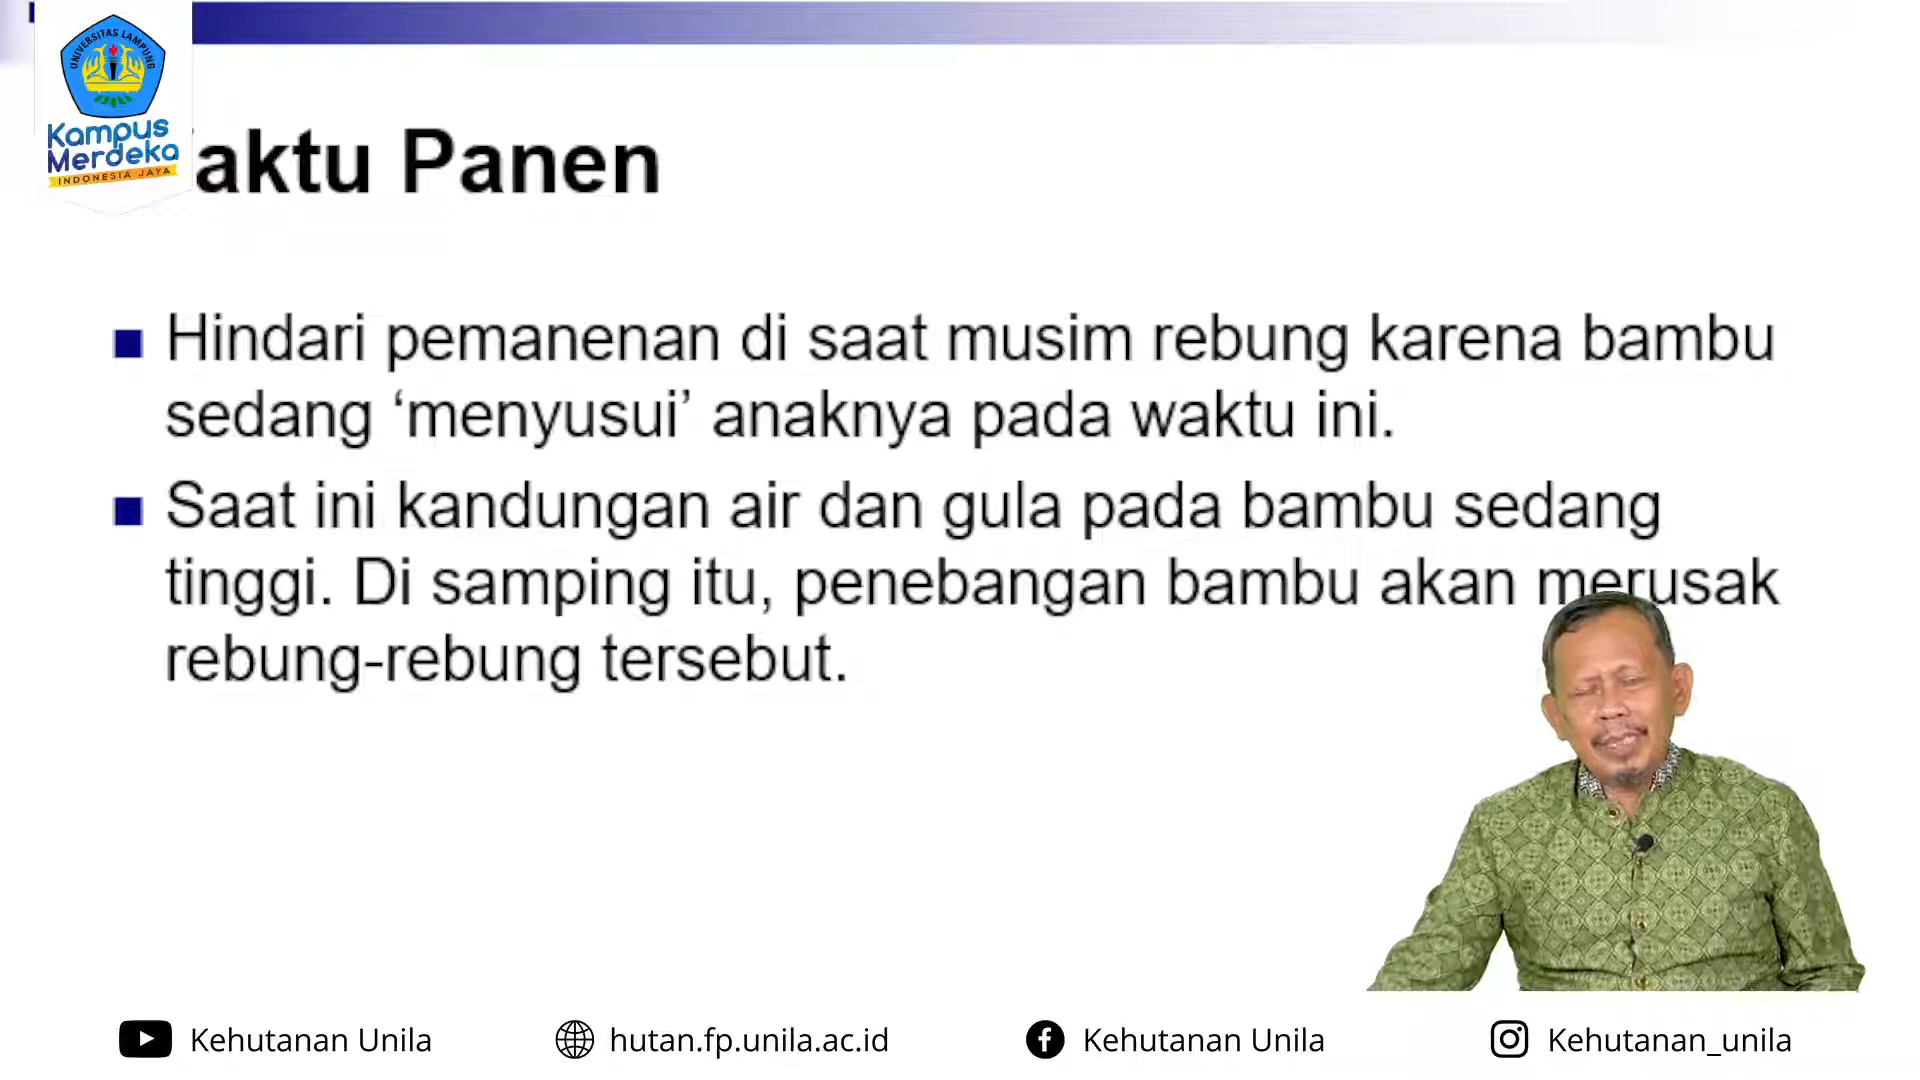 UNIVERSITAS LAMPUNG
Kampus
Merdeka
INDONESIA JAYA
aktu Panen
Hindari pemanenan di saat musim rebung karena bambu
sedang ‘menyusui’ anaknya pada waktu ini.
Saat ini kandungan air dan gula pada bambu sedang
tinggi. Di samping itu, penebangan bambu akan merusak
rebung-rebung tersebut.
Kehutanan Unila
hutan.fp.unila.ac.id
Kehutanan Unila
Kehutanan_unila